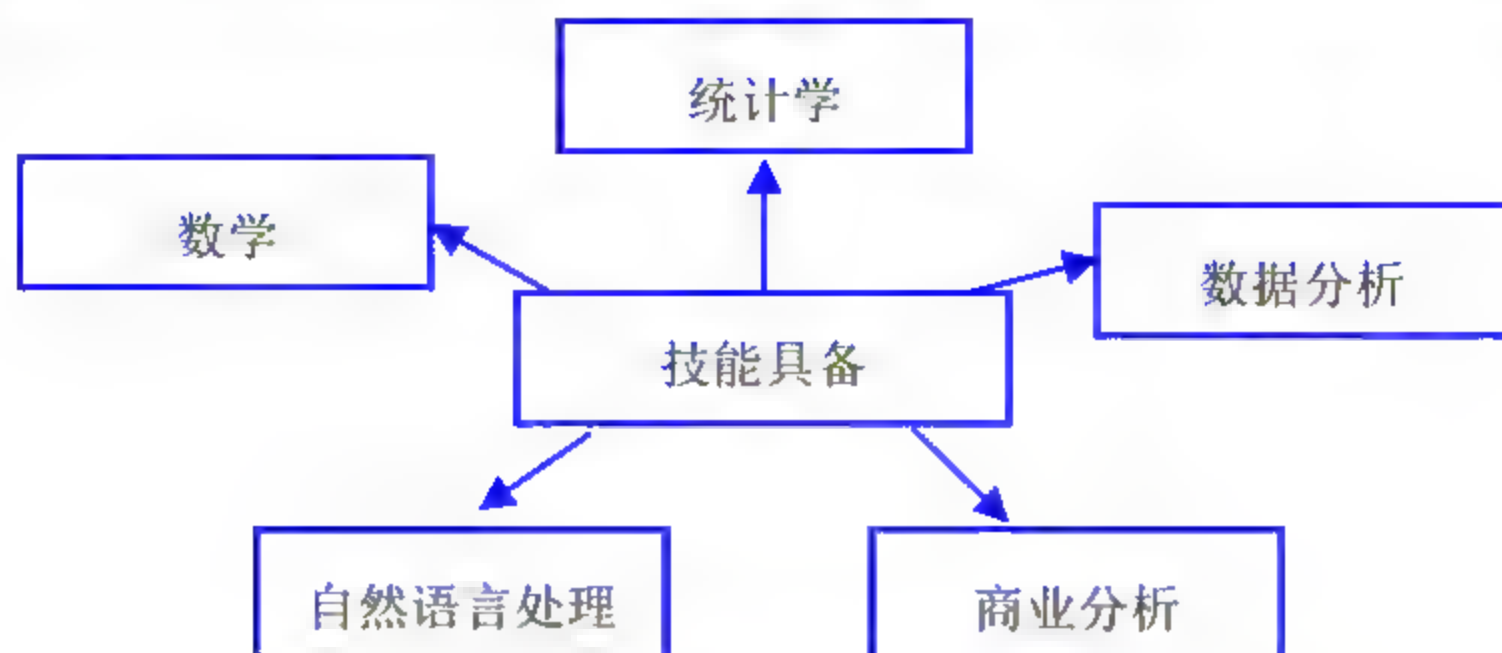 统计学
数学
数据分析
技能具备
自然语言处理
商业分析